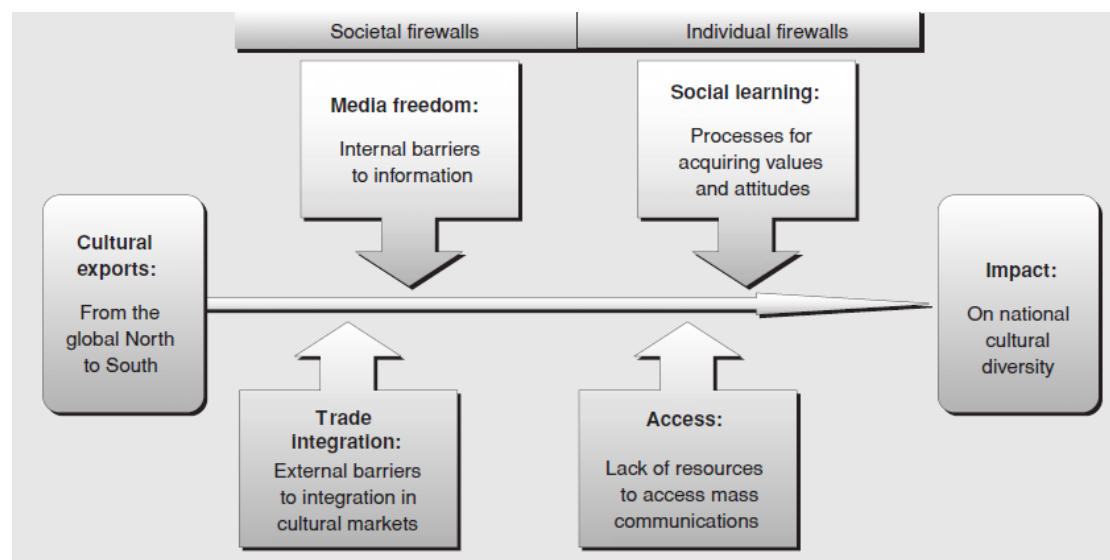 Societal firewalls
Individual firewalls
Media freedom:
Internal barriers
to information
Social learning:
Processes for
acquiring values
and attitudes
Cultural
exports:
From the
global North
to South
Impact:
On national
cultural
diversity
Trade
integration:
External barriers
to integration in
cultural markets
Access:
Lack of resources
to access mass
communications